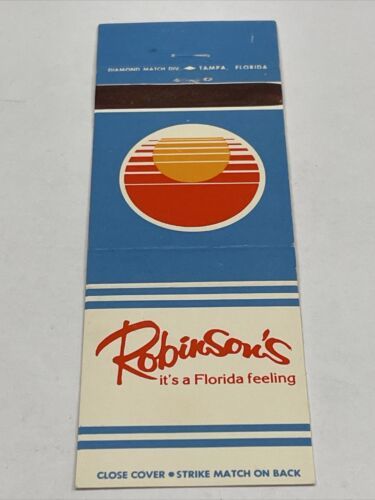 DIAMOND MATCH DIV. TAMPA, FLORIDA
Robinson's
it's a Florida feeling
CLOSE COVER • STRIKE MATCH ON BACK